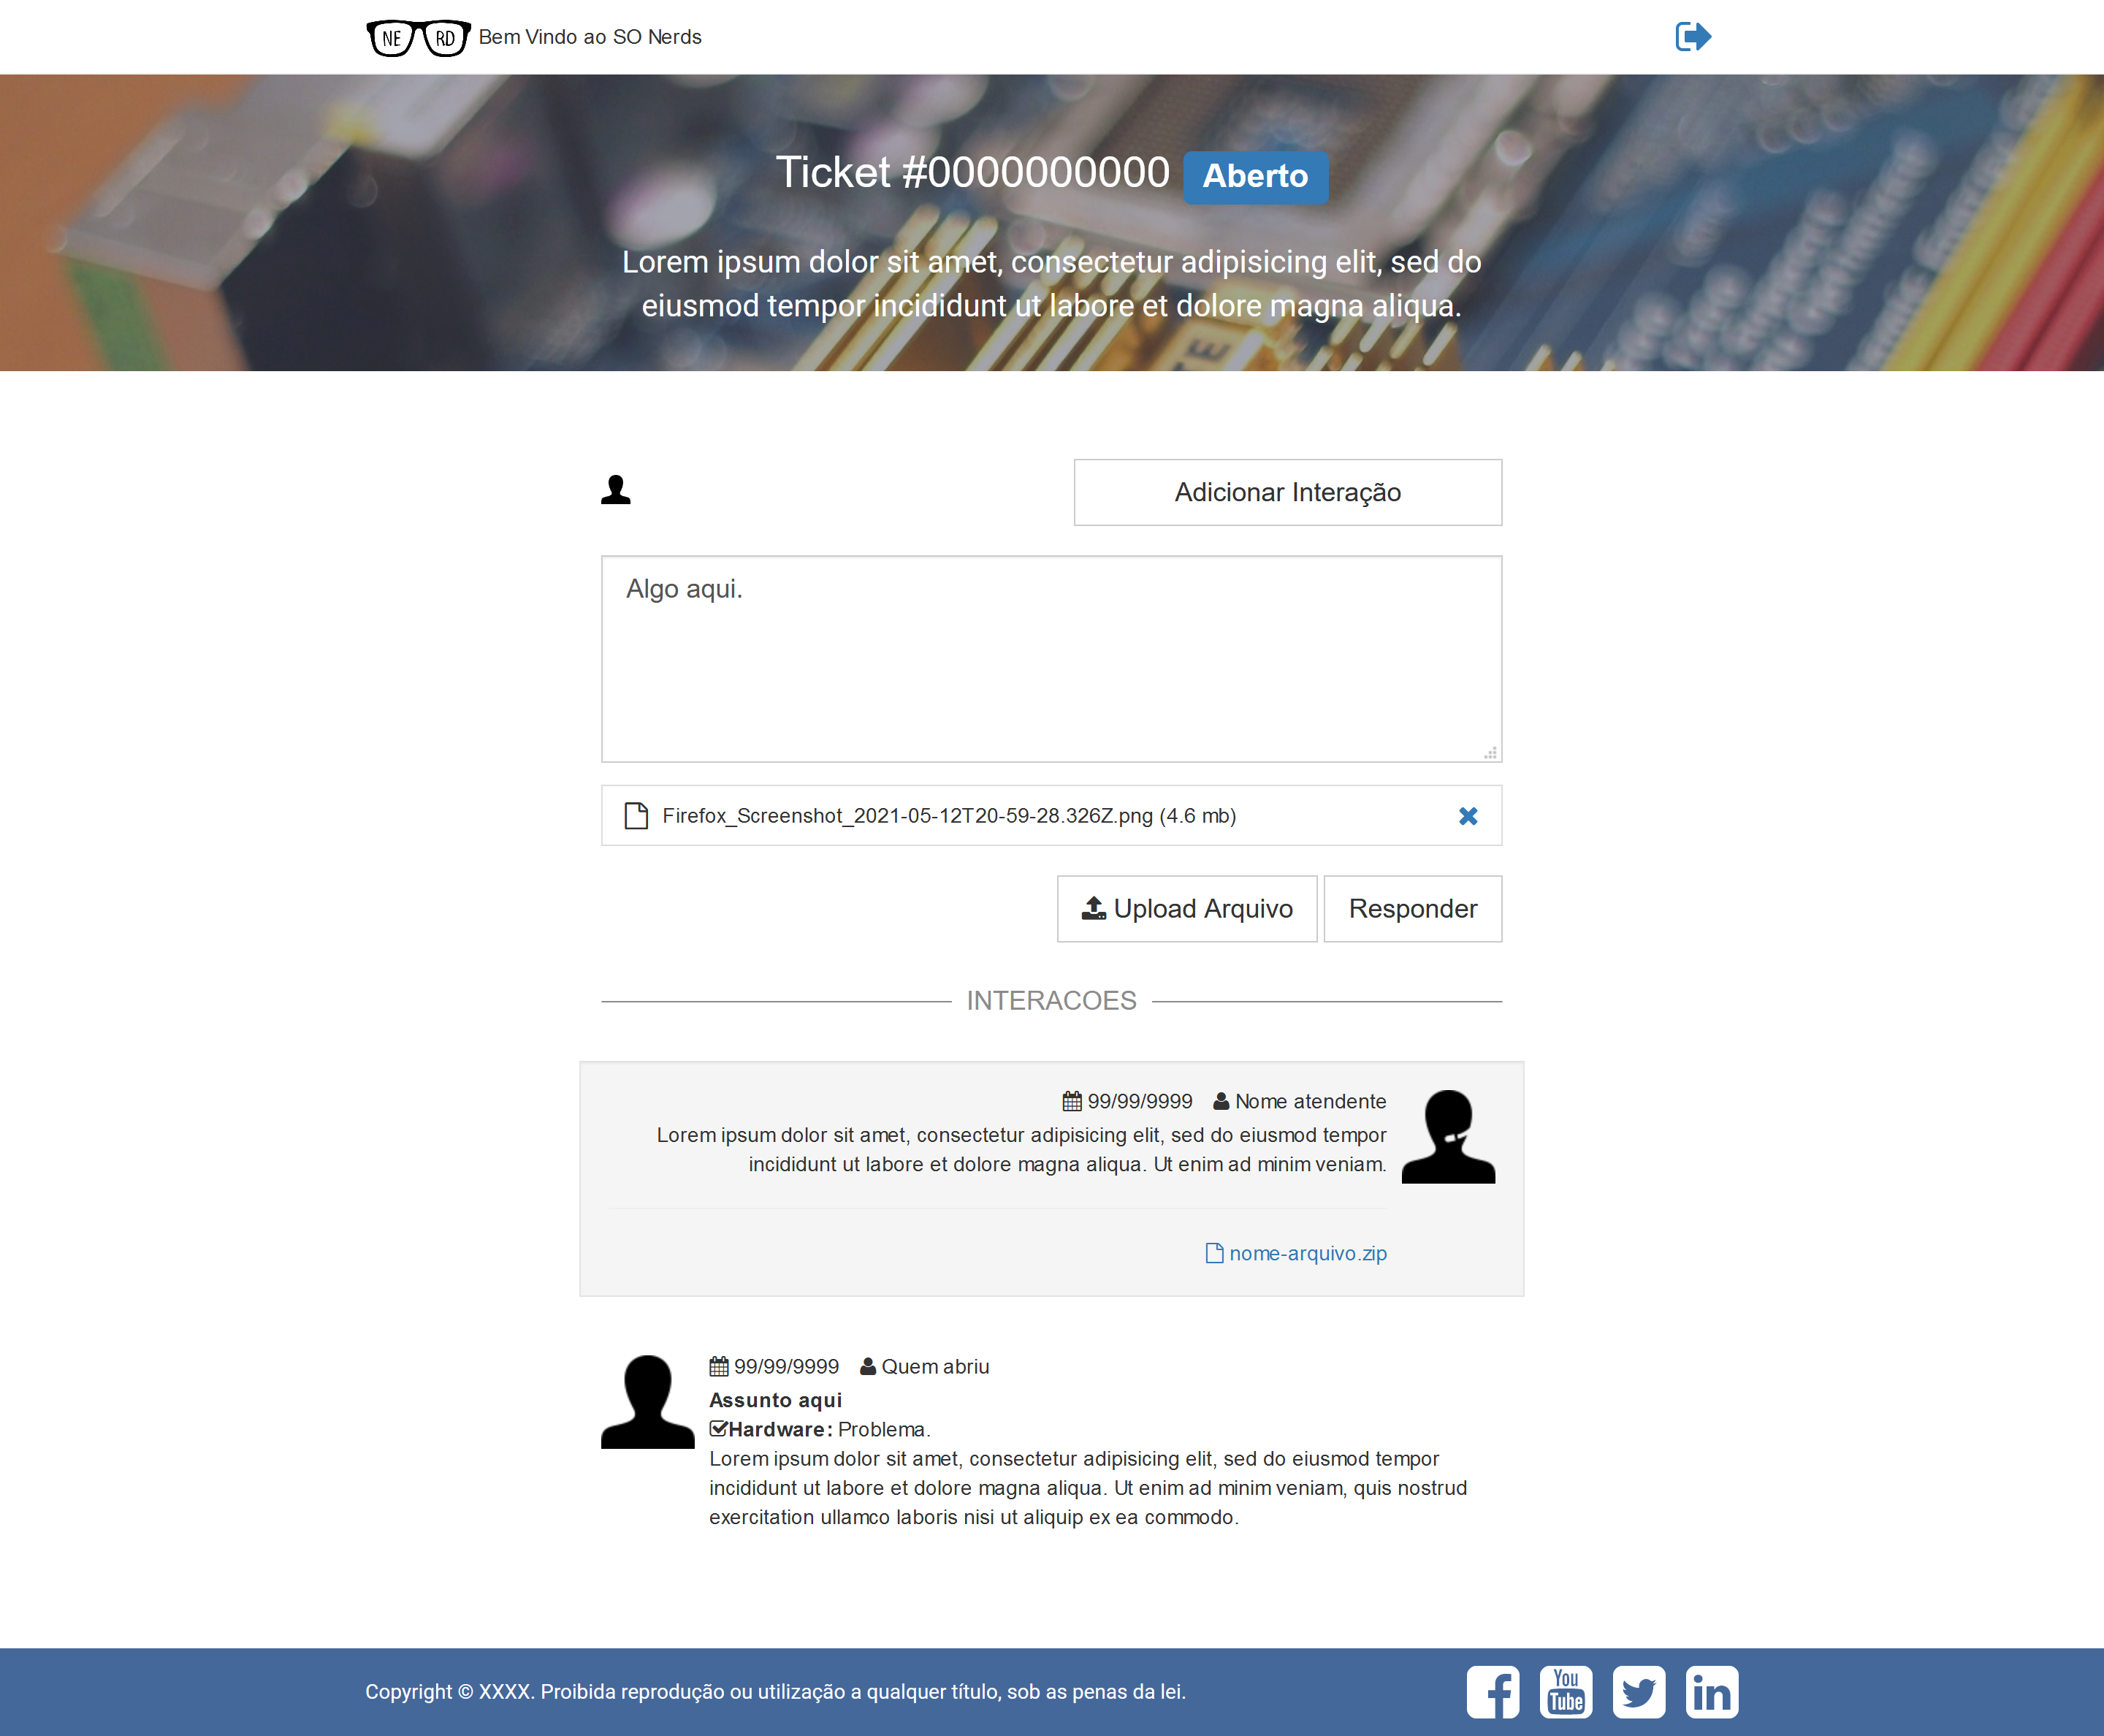 NE RD Bem Vindo ao SO Nerds
Ticket #0000000000 Aberto
Lorem ipsum dolor sit amet, consectetur adipisicing elit, sed do
eiusmod tempor incididunt ut labore et dolore magna aliqua.
Adicionar Interação
Algo aqui.
Firefox_Screenshot_2021-05-12T20-59-28.326Z.png (4.6 mb)
Upload Arquivo Responder
INTERACOES
99/99/9999 Nome atendente
Lorem ipsum dolor sit amet, consectetur adipisicing elit, sed do eiusmod tempor
incididunt ut labore et dolore magna aliqua. Ut enim ad minim veniam.
nome-arquivo.zip
99/99/9999 Quem abriu
Assunto aqui
Hardware: Problema.
Lorem ipsum dolor sit amet, consectetur adipisicing elit, sed do eiusmod tempor
incididunt ut labore et dolore magna aliqua. Ut enim ad minim veniam, quis nostrud
exercitation ullamco laboris nisi ut aliquip ex ea commodo.
Copyright © XXXX. Proibida reprodução ou utilização a qualquer título, sob as penas da lei.
You
Tube
in